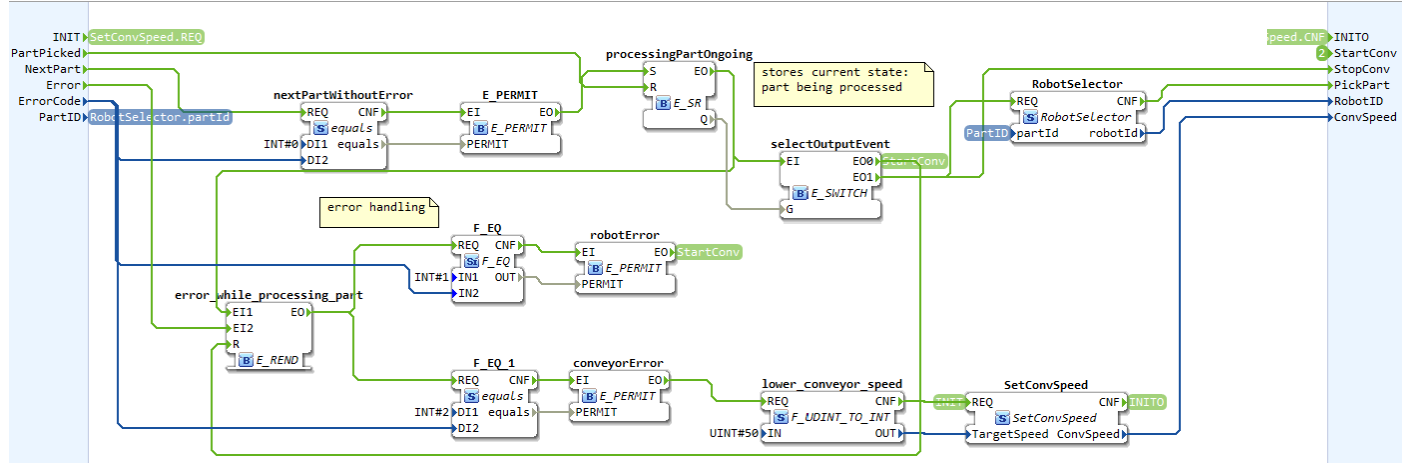 INIT
SetConvSpeed.REQ
PartPicked
NextPart
Error
ErrorCode
PartID
RobotSelector.partId
nextPartWithoutError
REQ CNF
S equals
INT#0
DI1 equals
DI2
E_PERMIT
EI EO
B E_PERMIT
PERMIT
processingPartOngoing
S EO
R
B E_SR
Q
stores current state:
part being processed
selectOutputEvent
EI EO0
StartConv
EO1
B E_SWITCH
G
RobotSelector
REQ CNF
S RobotSelector
PartID
partId robotId
peed.CNF
INITO
2
StartConv
StopConv
PickPart
RobotID
ConvSpeed
error handling
F_EQ
REQ CNF
F_EQ
INT#1
IN1 OUT
IN2
robotError
EI EO
StartConv
B E_PERMIT
PERMIT
error_while_processing_part
EI1 EO
EI2
R
B E_REND
F_EQ_1
REQ CNF
S equals
INT#2
DI1 equals
DI2
conveyorError
EI EO
B E_PERMIT
PERMIT
lower_conveyor_speed
REQ CNF
S F_UDINT_TO_INT
UINT#50
IN OUT
SetConvSpeed
INIT
REQ CNF
INITO
S SetConvSpeed
TargetSpeed ConvSpeed